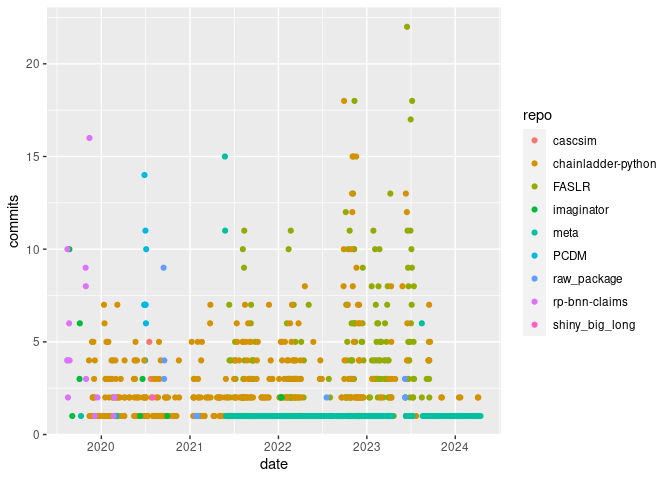 20
15
10
5
0
commits
2020
2021
2022
2023
2024
date
repo
cascsim
chainladder-python
FASLR
imaginator
meta
PCDM
raw_package
rp-bnn-claims
shiny_big_long